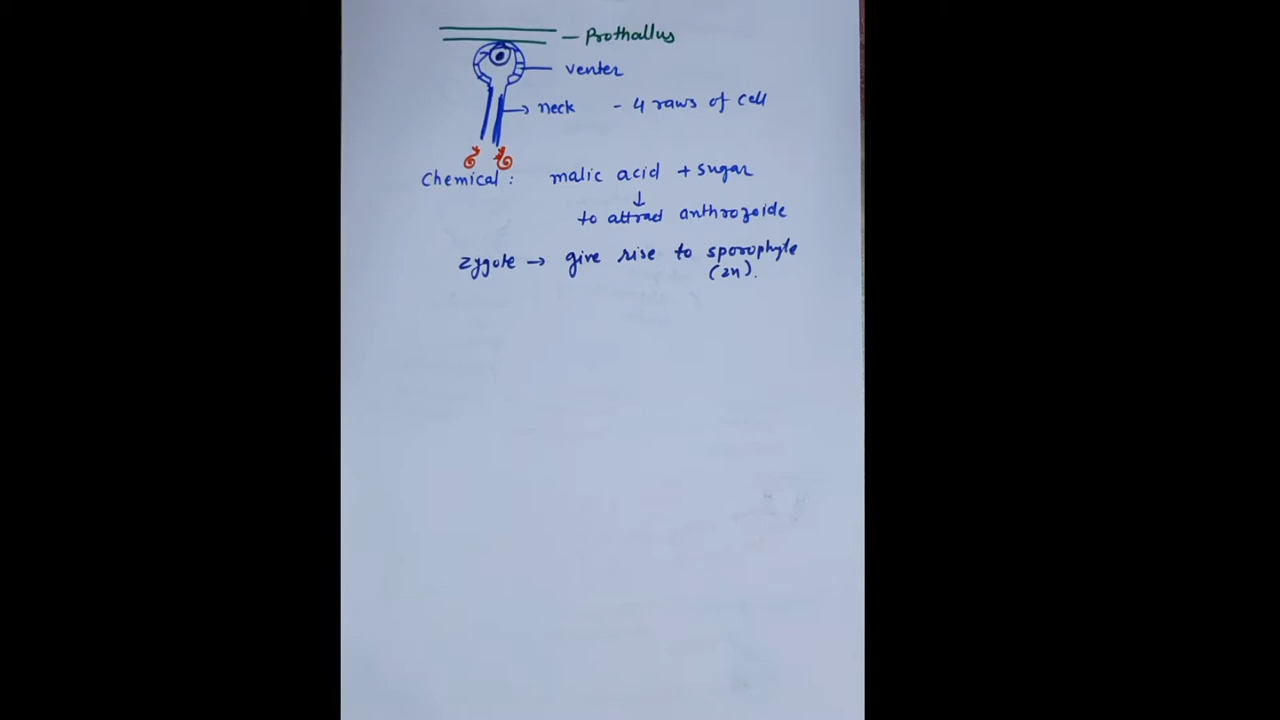 — Prothallus
venter
→ neck - 4 raws of cell
Chemical : malic acid + sugar
↓
to attract anthrozoide
zygote → give rise to sporophyte
(2n).